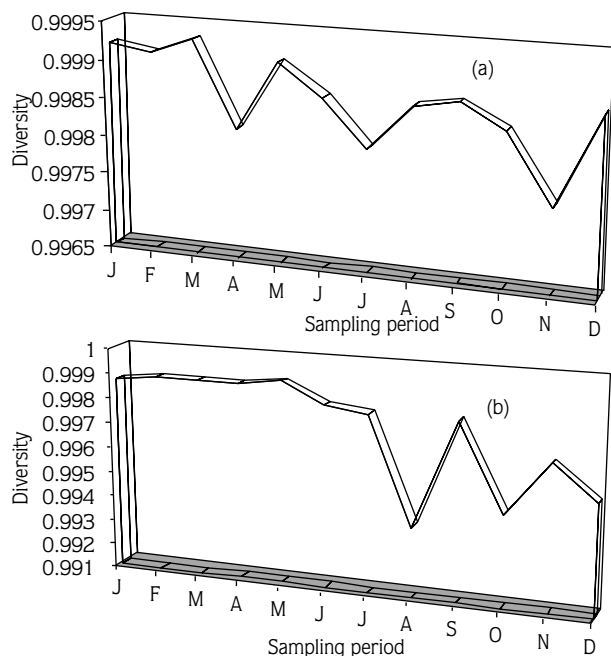 0.9995
0.999
0.9985
0.998
0.9975
0.997
0.9965
Diversity
(a)
J F M A M J J A S O N D
Sampling period
1
0.999
0.998
0.997
0.996
0.995
0.994
0.993
0.992
0.991
Diversity
(b)
J F M A M J J A S O N D
Sampling period